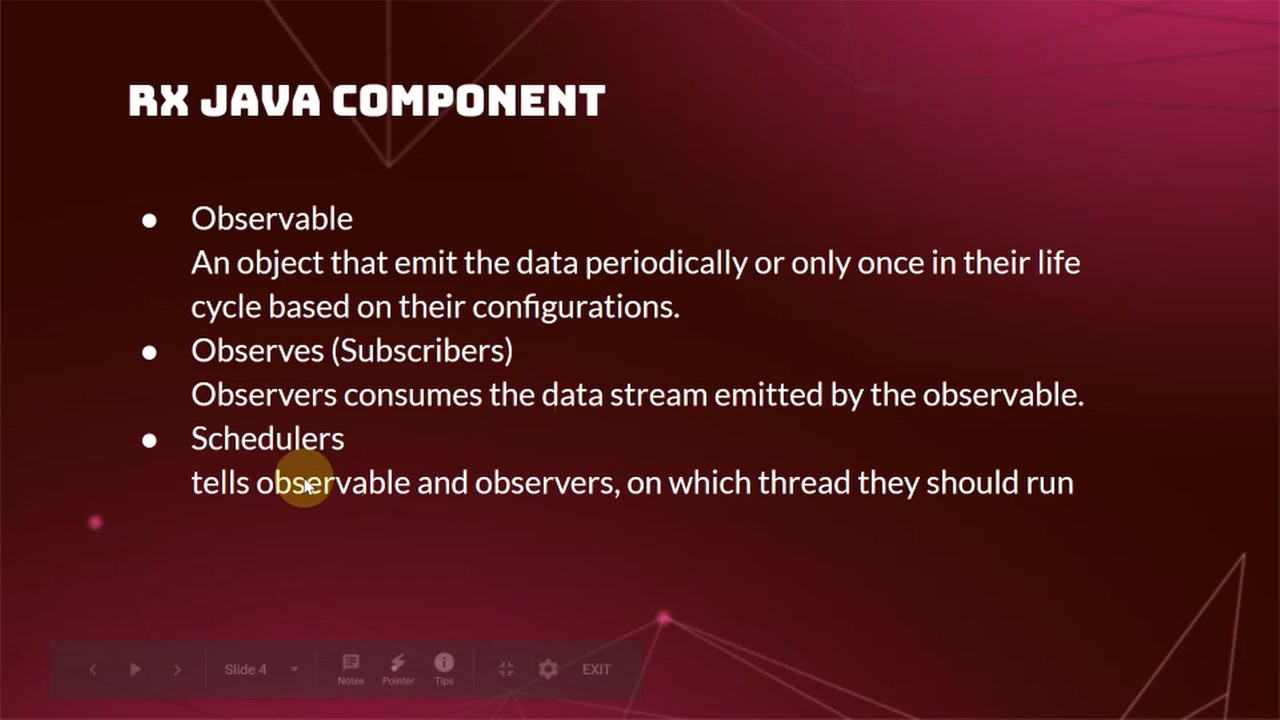 RX JAVA COMPONENT
● Observable
An object that emit the data periodically or only once in their life
cycle based on their configurations.
● Observes (Subscribers)
Observers consumes the data stream emitted by the observable.
● Schedulers
tells observable and observers, on which thread they should run
Slide 4
Notes
Pointer
Tips
EXIT